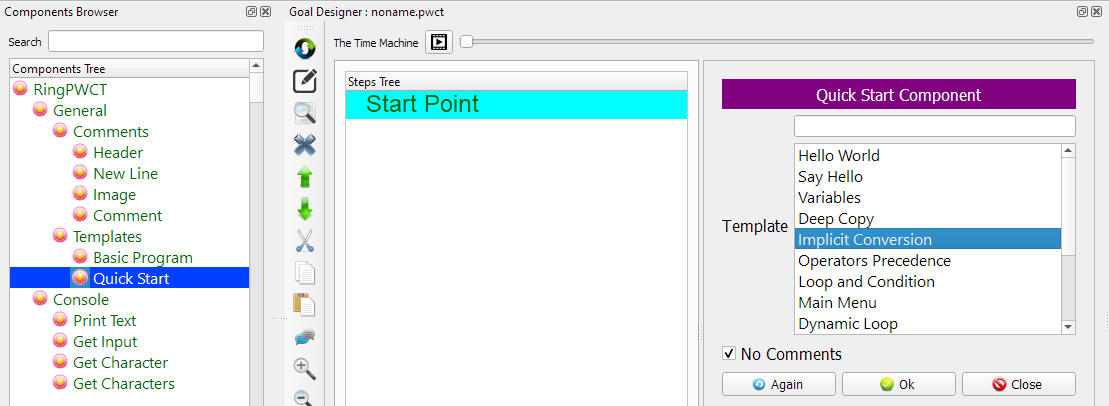 Components Browser
Search
Components Tree
RingPWCT
General
Comments
Header
New Line
Image
Comment
Templates
Basic Program
Quick Start
Console
Print Text
Get Input
Get Character
Get Characters
Goal Designer : noname.pwct
The Time Machine
Steps Tree
Start Point
Quick Start Component
Template
Hello World
Say Hello
Variables
Deep Copy
Implicit Conversion
Operators Precedence
Loop and Condition
Main Menu
Dynamic Loop
No Comments
Again Ok Close